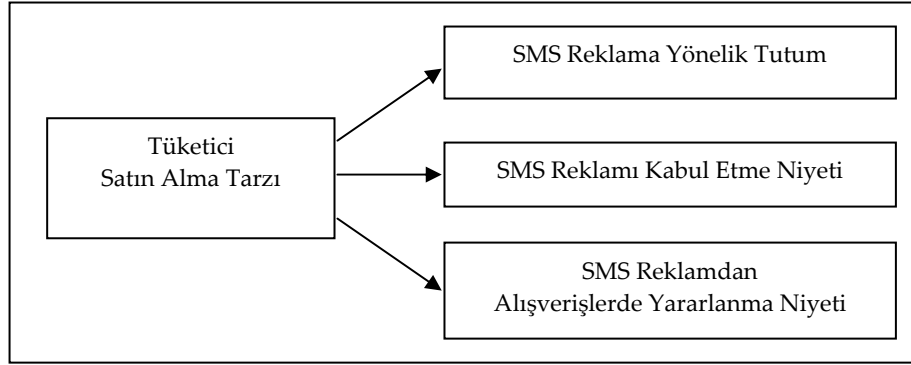 SMS Reklama Yönelik Tutum
Tüketici
Satın Alma Tarzı
SMS Reklamı Kabul Etme Niyeti
SMS Reklamdan
Alışverişlerde Yararlanma Niyeti